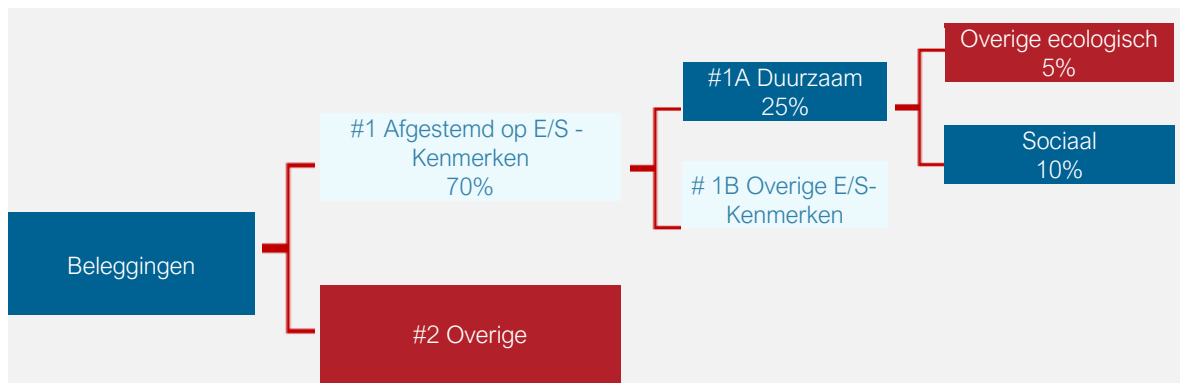 Beleggingen
#1 Afgestemd op E/S -
Kenmerken
70%
#2 Overige
#1A Duurzaam
25%
# 1B Overige E/S-
Kenmerken
Overige ecologisch
5%
Sociaal
10%